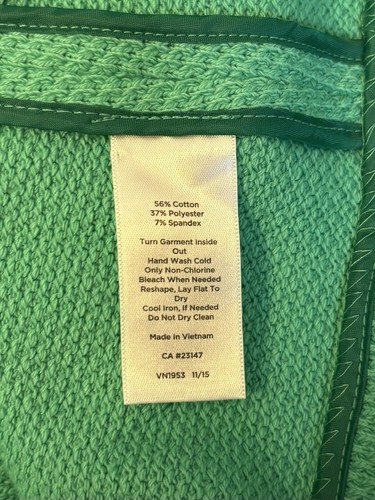 56% Cotton
37% Polyester
7% Spandex
Turn Garment Inside
Out
Hand Wash Cold
Only Non-Chlorine
Bleach When Needed
Reshape, Lay Flat To
Dry
Cool Iron, If Needed
Do Not Dry Clean
Made in Vietnam
CA #23147
VN1953 11/15